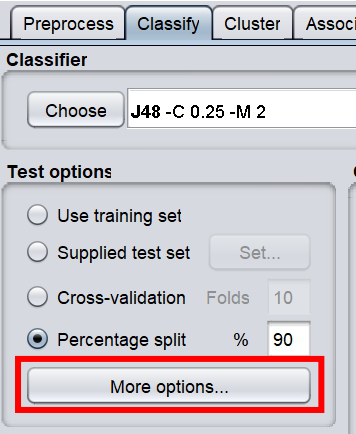 Preprocess Classify Cluster Associ
Classifier
Choose J48 -C 0.25 -M 2
Test options
Use training set
Supplied test set Set...
Cross-validation Folds 10
Percentage split % 90
More options...